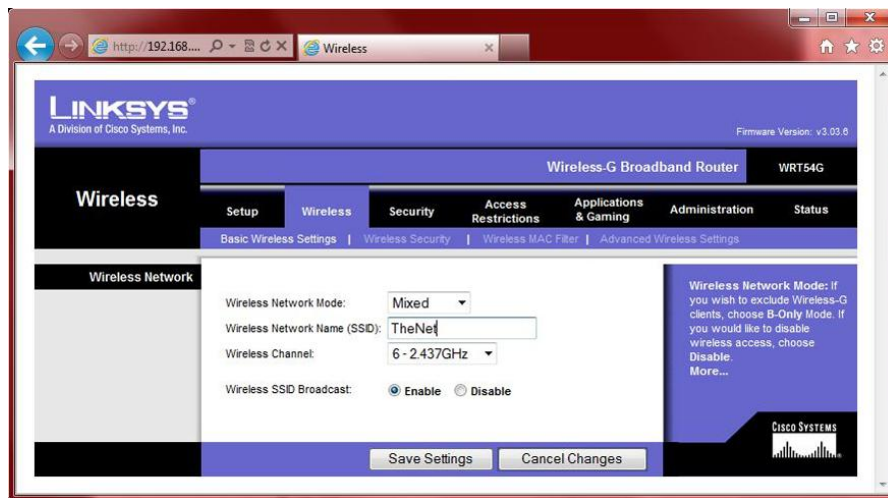 http://192.168.... Wireless
LINKSYS®
A Division of Cisco Systems, Inc.
Firmware Version: v3.03.6
Wireless-G Broadband Router WRT54G
Wireless
Setup Wireless Security Access Restrictions Applications & Gaming Administration Status
Basic Wireless Settings | Wireless Security | Wireless MAC Filter | Advanced Wireless Settings
Wireless Network
Wireless Network Mode: Mixed
Wireless Network Name (SSID): TheNet
Wireless Channel: 6 - 2.437GHz
Wireless SSID Broadcast: Enable Disable
Wireless Network Mode: If
you wish to exclude Wireless-G
clients, choose B-Only Mode. If
you would like to disable
wireless access, choose
Disable.
More...
CISCO SYSTEMS
Save Settings Cancel Changes